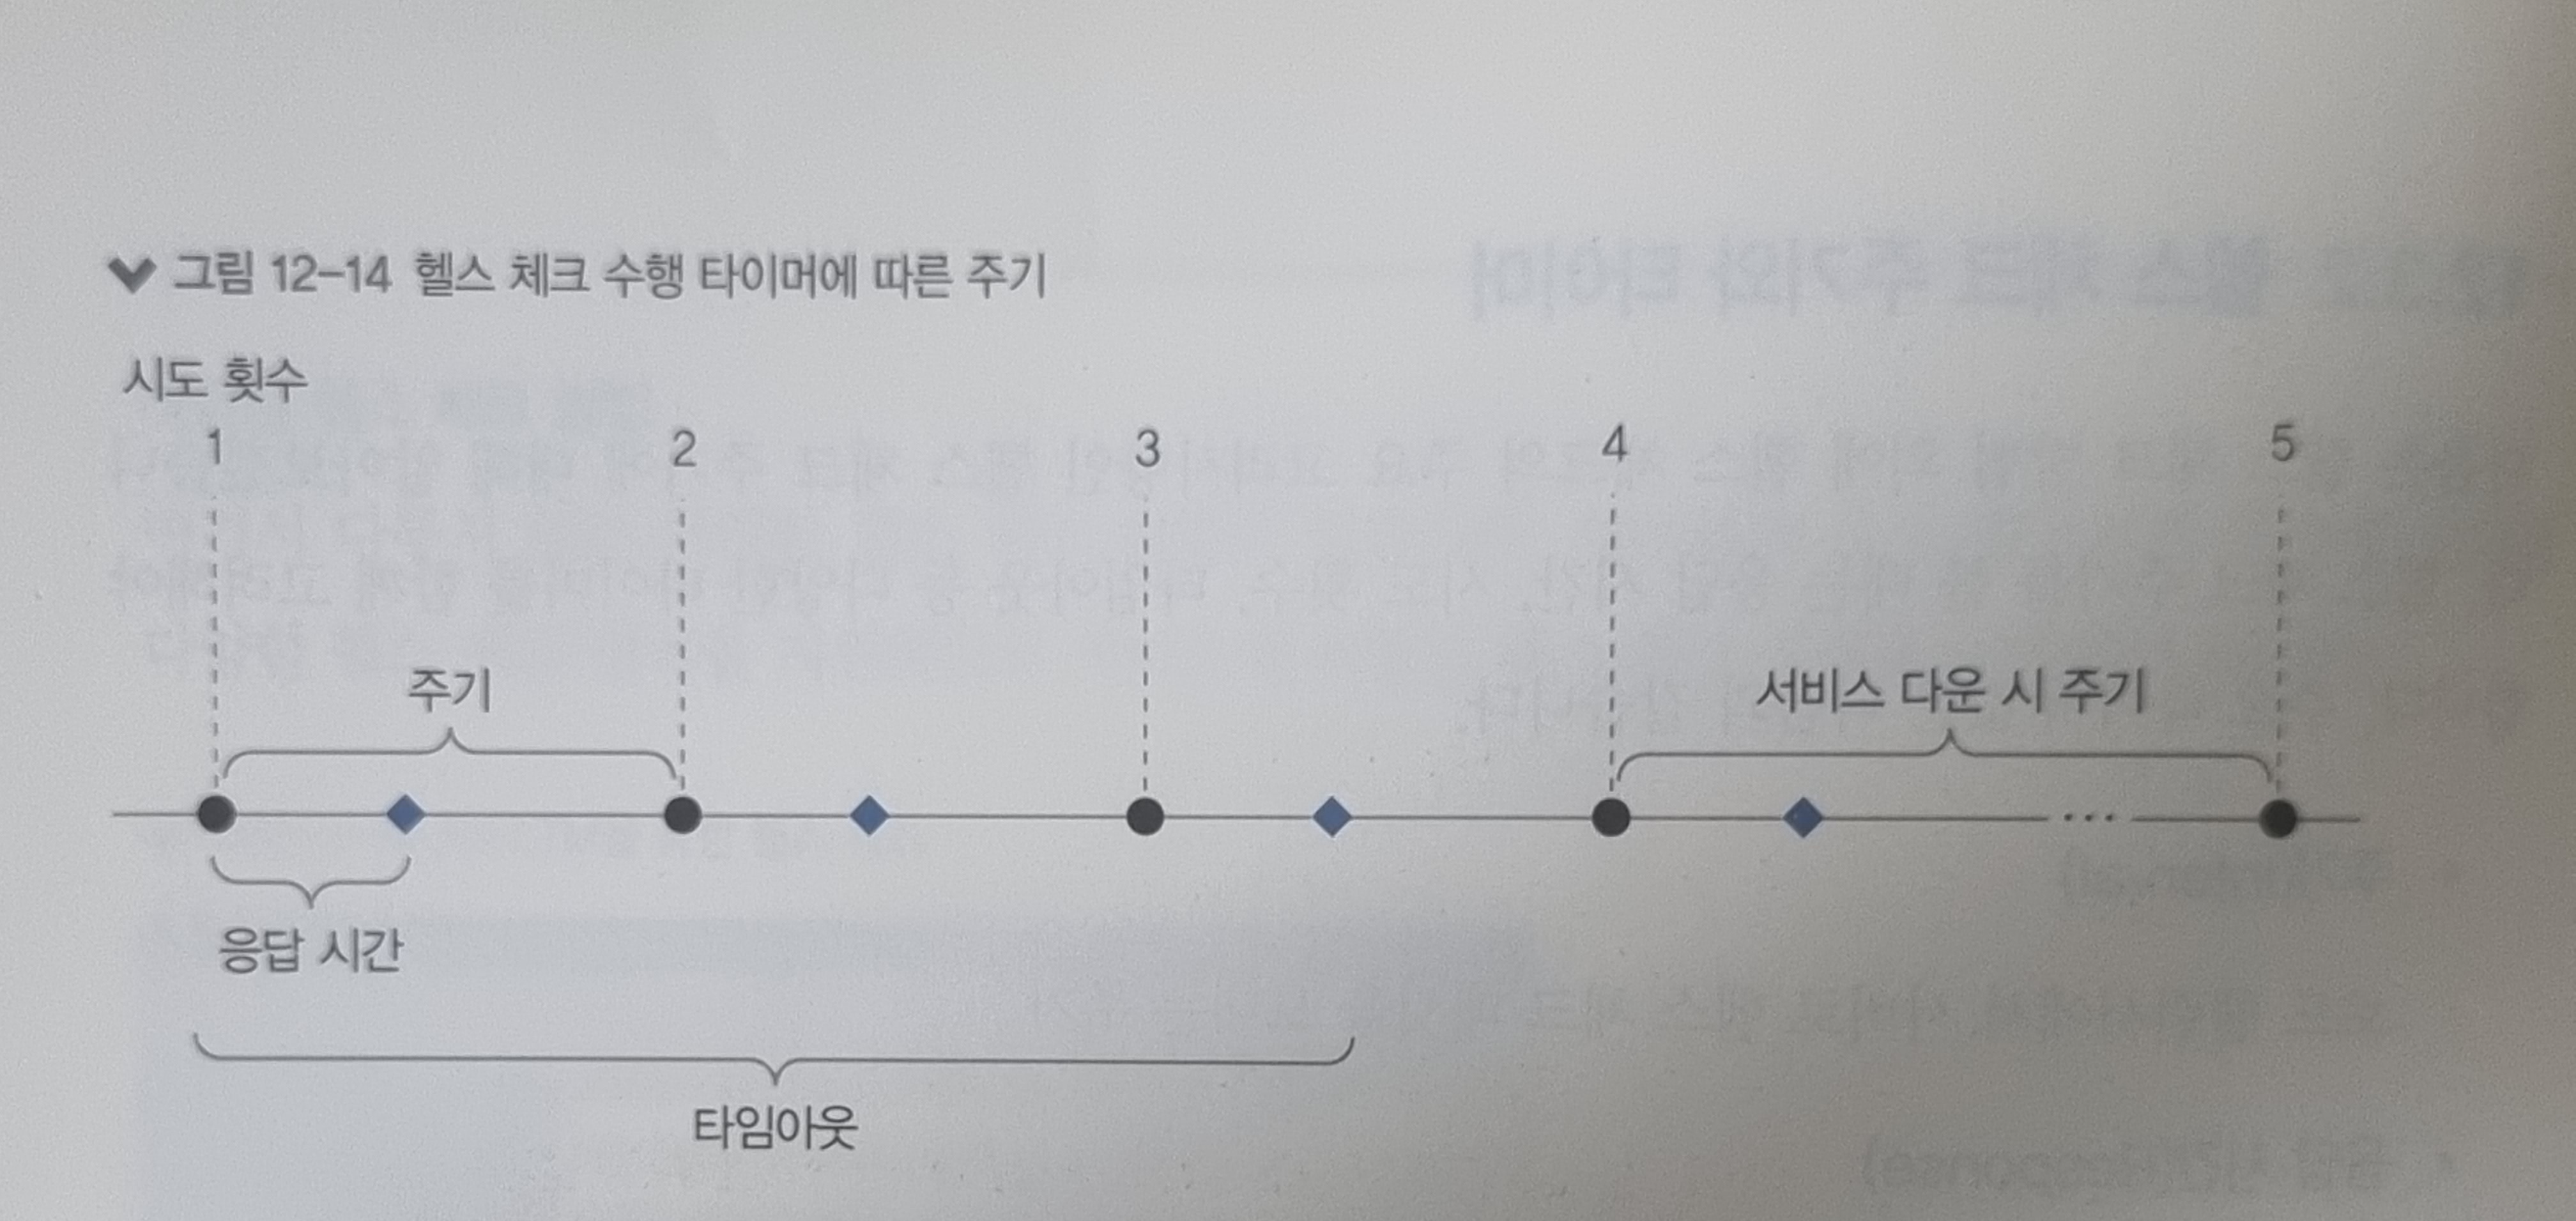 그림 12-14 헬스 체크 수행 타이머에 따른 주기
시도 횟수
1 2 3 4 5
주기 서비스 다운 시 주기
...
응답 시간
타임아웃